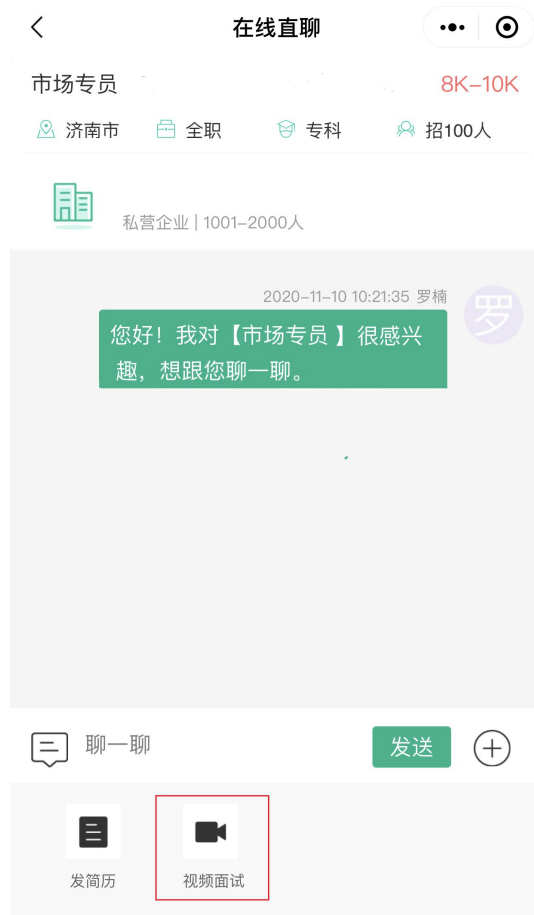 在线直聊
市场专员 8K-10K
济南市 全职 专科 招100人
私营企业 | 1001-2000人
2020-11-10 10:21:35 罗楠
罗
您好！我对【市场专员 】很感兴
趣，想跟您聊一聊。
聊一聊 发送
发简历 视频面试